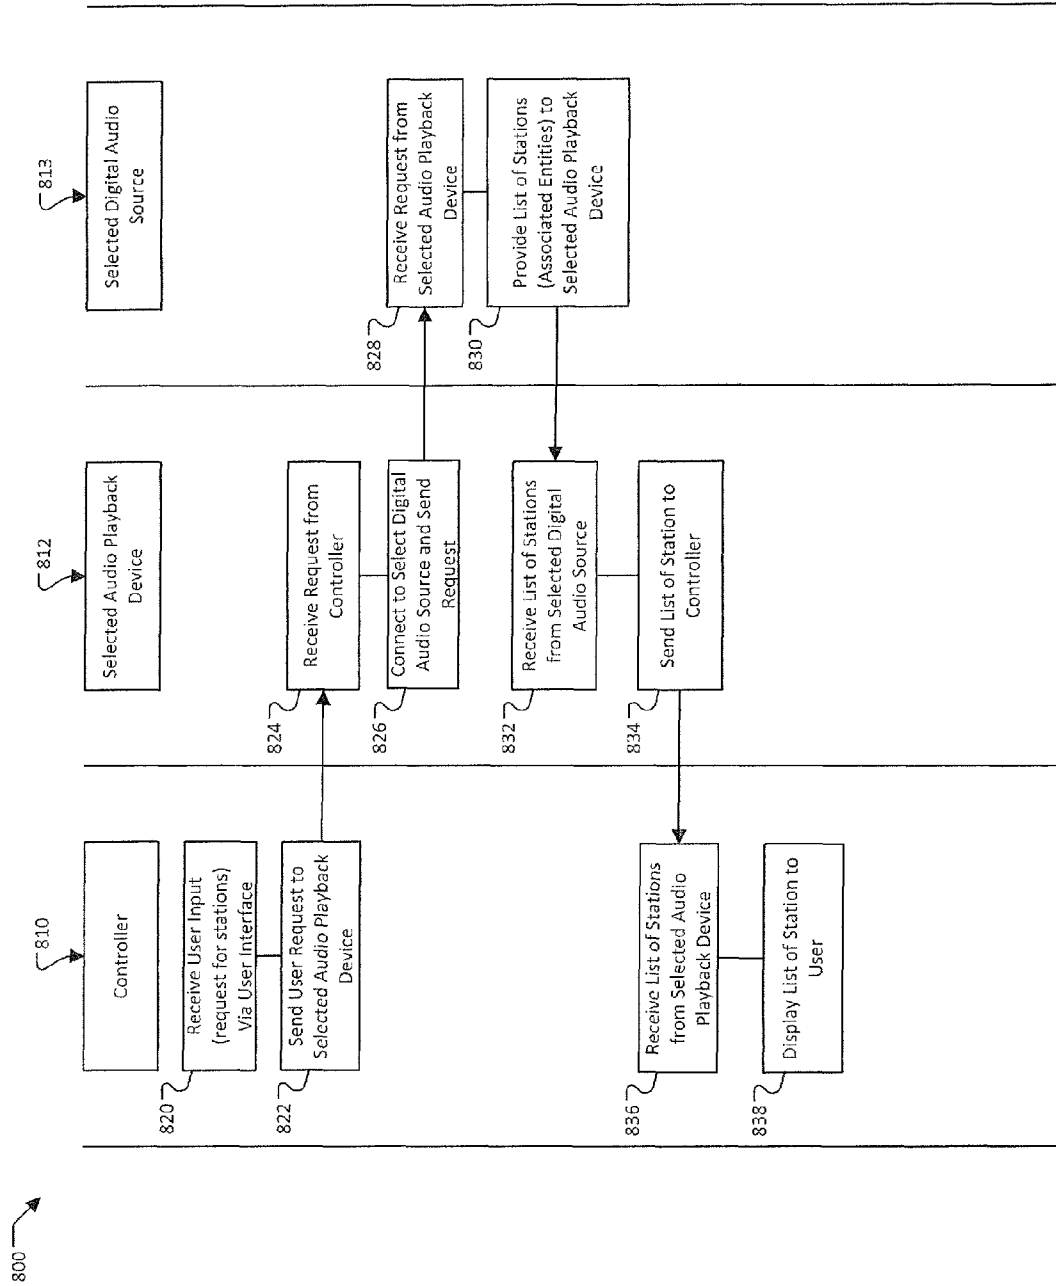 800
810
Controller
812
Selected Audio Playback
Device
813
Selected Digital Audio
Source
820
Receive User Input
(request for stations)
Via User Interface
822
Send User Request to
Selected Audio Playback
Device
824
Receive Request from
Controller
826
Connect to Select Digital
Audio Source and Send
Request
828
Receive Request from
Selected Audio Playback
Device
830
Provide List of Stations
(Associated Entities) to
Selected Audio Playback
Device
832
Receive List of Stations
from Selected Digital
Audio Source
834
Send List of Station to
Controller
836
Receive List of Stations
from Selected Audio
Playback Device
838
Display List of Station to
User